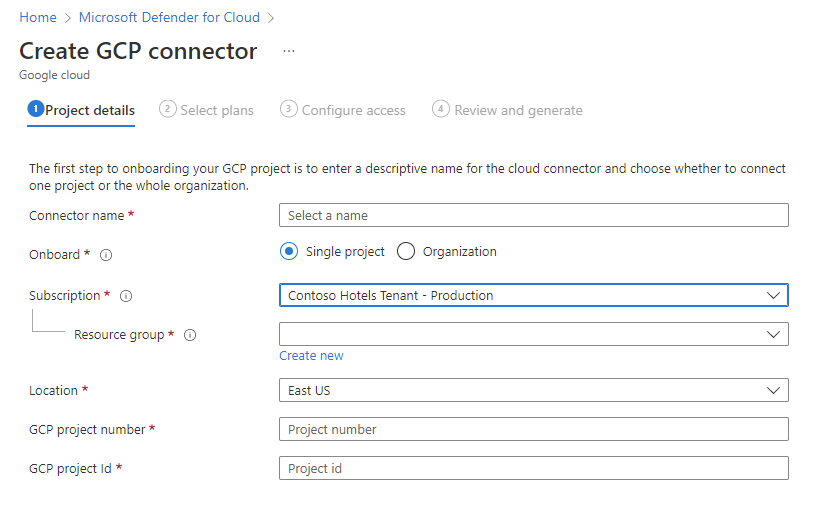 Home > Microsoft Defender for Cloud >
Create GCP connector ...
Google cloud
1 Project details 2 Select plans 3 Configure access 4 Review and generate
The first step to onboarding your GCP project is to enter a descriptive name for the cloud connector and choose whether to connect
one project or the whole organization.
Connector name * Select a name
Onboard * Single project Organization
Subscription * Contoso Hotels Tenant - Production
Resource group *
Create new
Location * East US
GCP project number * Project number
GCP project Id * Project id